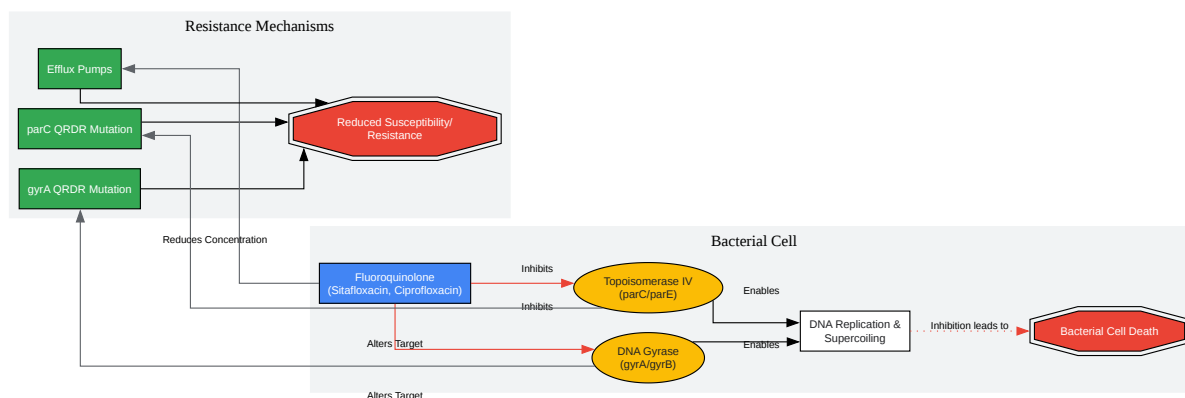 Resistance Mechanisms
Efflux Pumps
parC QRDR Mutation
gyrA QRDR Mutation
Reduced Susceptibility/
Resistance
Reduces Concentration
Bacterial Cell
Fluoroquinolone
(Sitafloxacin, Ciprofloxacin)
Inhibits
Inhibits
Topoisomerase IV
(parC/parE)
Enables
DNA Replication &
Supercoiling
Inhibition leads to
Bacterial Cell Death
Alters Target
DNA Gyrase
(gyrA/gyrB)
Enables
Alters Target